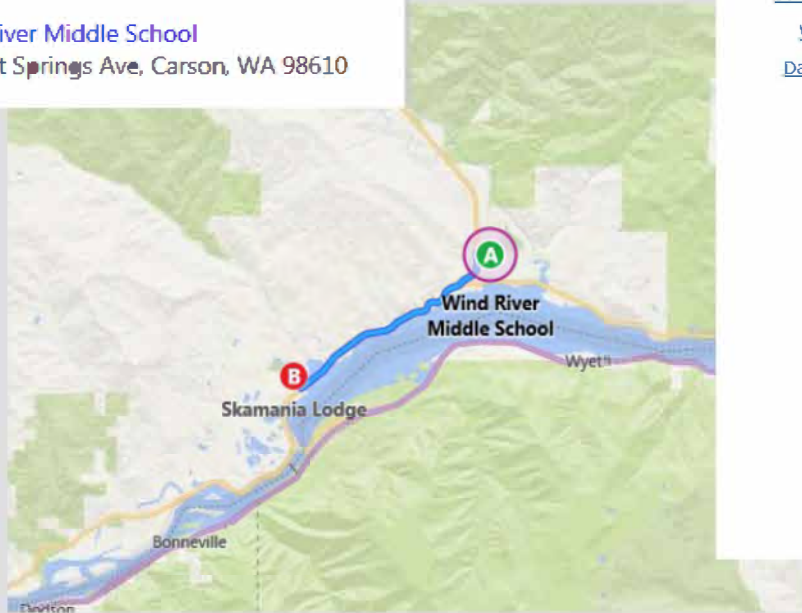 iver Middle School
t Springs Ave, Carson, WA 98610
Da
A
Wind River
Middle School
Wyeth
B
Skamania Lodge
Bonneville
Dodson